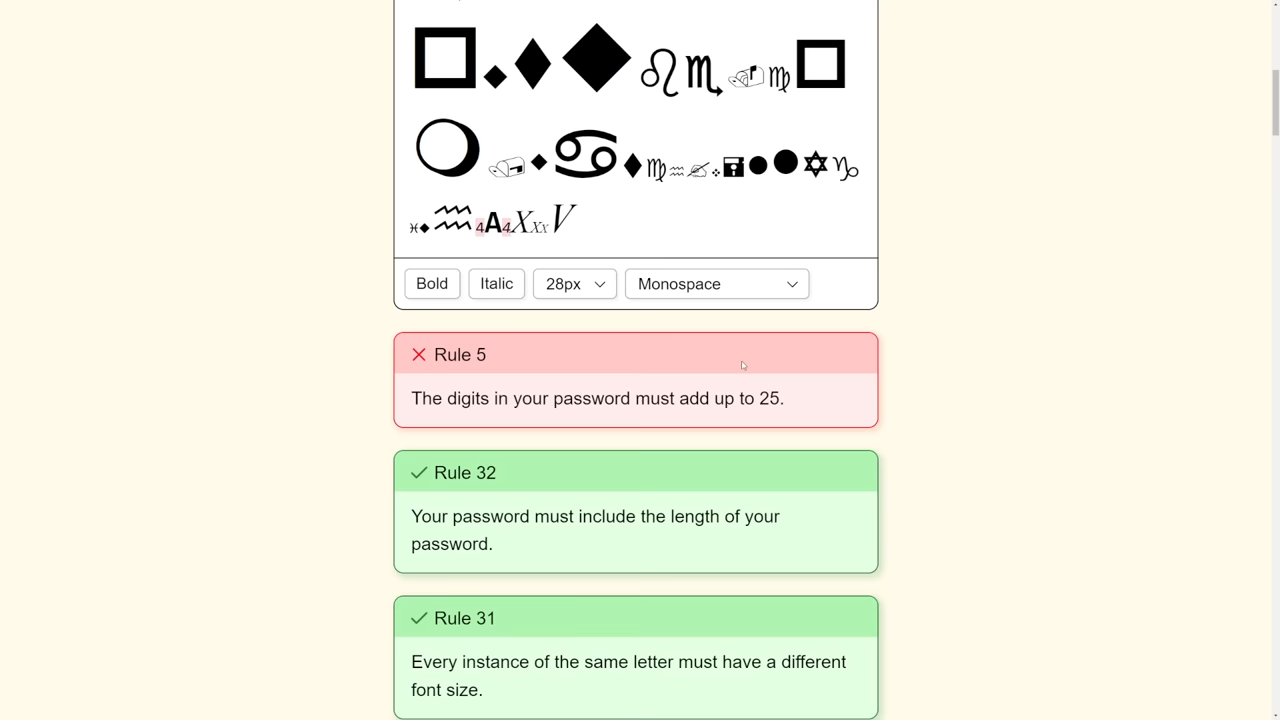 4A4XXXV
Bold Italic 28px Monospace
Rule 5
The digits in your password must add up to 25.
Rule 32
Your password must include the length of your
password.
Rule 31
Every instance of the same letter must have a different
font size.